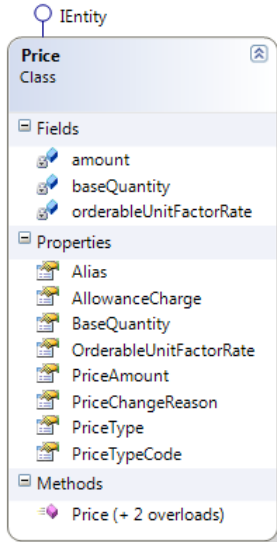 IEntity
Price
Class
Fields
amount
baseQuantity
orderableUnitFactorRate
Properties
Alias
AllowanceCharge
BaseQuantity
OrderableUnitFactorRate
PriceAmount
PriceChangeReason
PriceType
PriceTypeCode
Methods
Price (+ 2 overloads)